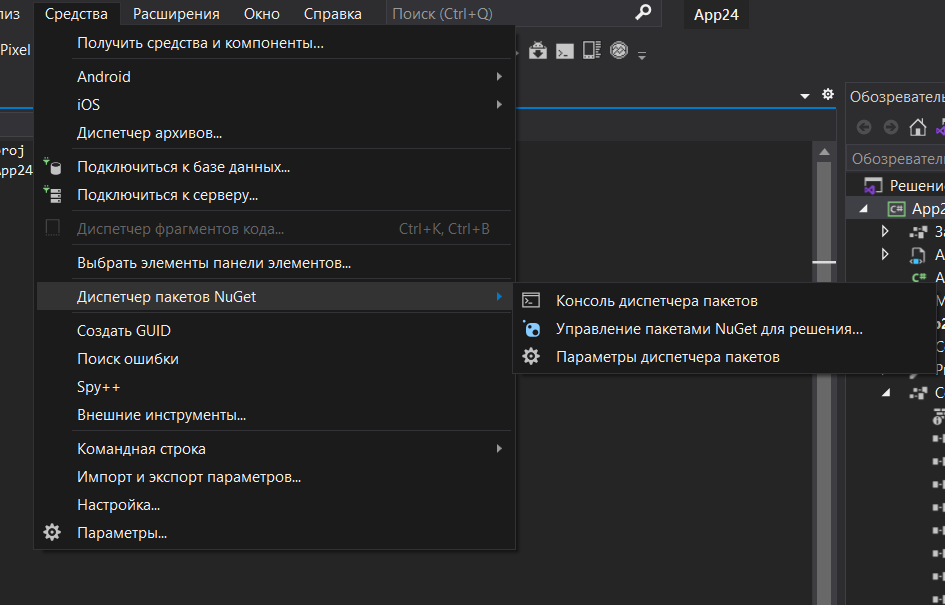 Средства Расширения Окно Справка Поиск (Ctrl+Q) App24
Pixel
Получить средства и компоненты...
Android
iOS
Диспетчер архивов...
Подключиться к базе данных...
Подключиться к серверу...
Диспетчер фрагментов кода... Ctrl+K, Ctrl+B
Выбрать элементы панели элементов...
Диспетчер пакетов NuGet
Создать GUID
Поиск ошибки
Spy++
Внешние инструменты...
Командная строка
Импорт и экспорт параметров...
Настройка...
Параметры...
Консоль диспетчера пакетов
Управление пакетами NuGet для решения...
Параметры диспетчера пакетов
roj
App24
Обозреватель
Обозревател
Решени
C# App2